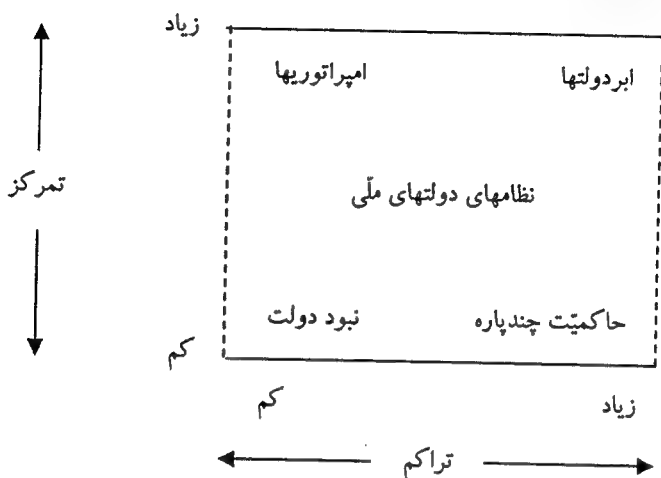 زیاد
ابردولتها امپراتوریها
تمرکز
نظامهای دولتهای ملّی
حاکمیّت چندپاره نبود دولت
کم
زیاد کم
تراکم